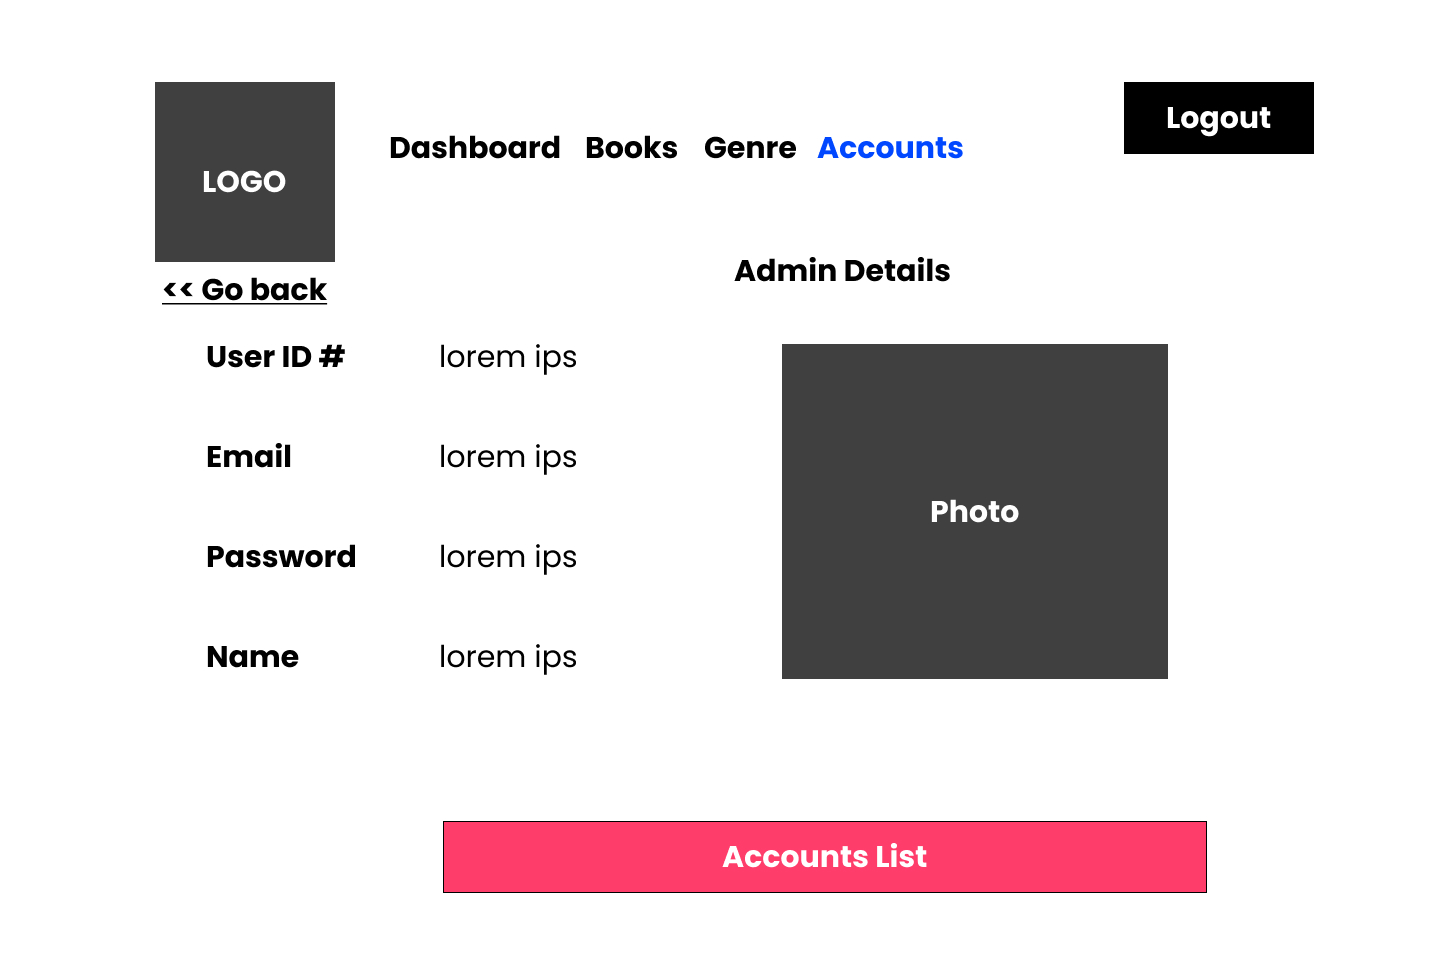 LOGO
Dashboard Books Genre Accounts
Logout
<< Go back
Admin Details
User ID # lorem ips
Email lorem ips
Password lorem ips
Name lorem ips
Photo
Accounts List